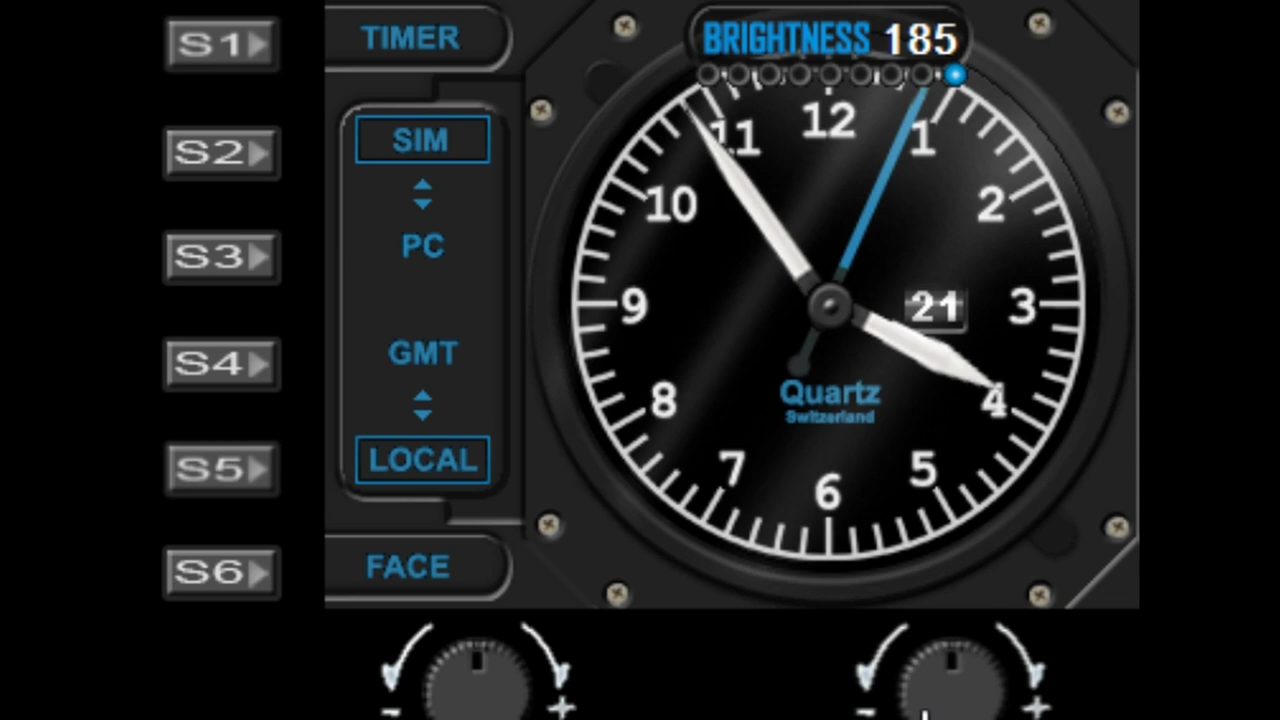 S1
TIMER
BRIGHTNESS 185
S2
SIM
12
11
1
10
2
S3
PC
9
21
3
S4
GMT
8
Quartz
4
Switzerland
S5
LOCAL
7
5
6
S6
FACE
- +
- +